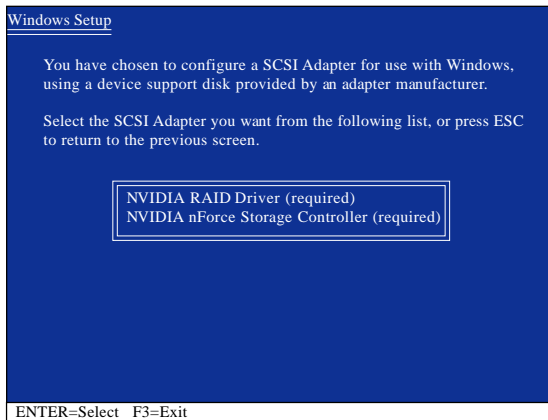 Windows Setup
You have chosen to configure a SCSI Adapter for use with Windows,
using a device support disk provided by an adapter manufacturer.
Select the SCSI Adapter you want from the following list, or press ESC
to return to the previous screen.
NVIDIA RAID Driver (required)
NVIDIA nForce Storage Controller (required)
ENTER=Select F3=Exit